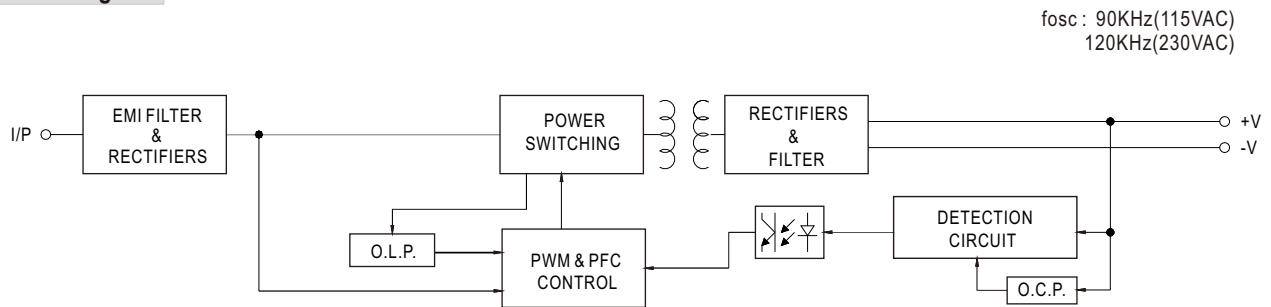 fosc : 90KHz(115VAC)
120KHz(230VAC)
I/P
EMI FILTER
&
RECTIFIERS
POWER
SWITCHING
RECTIFIERS
&
FILTER
+V
-V
O.L.P.
PWM & PFC
CONTROL
DETECTION
CIRCUIT
O.C.P.